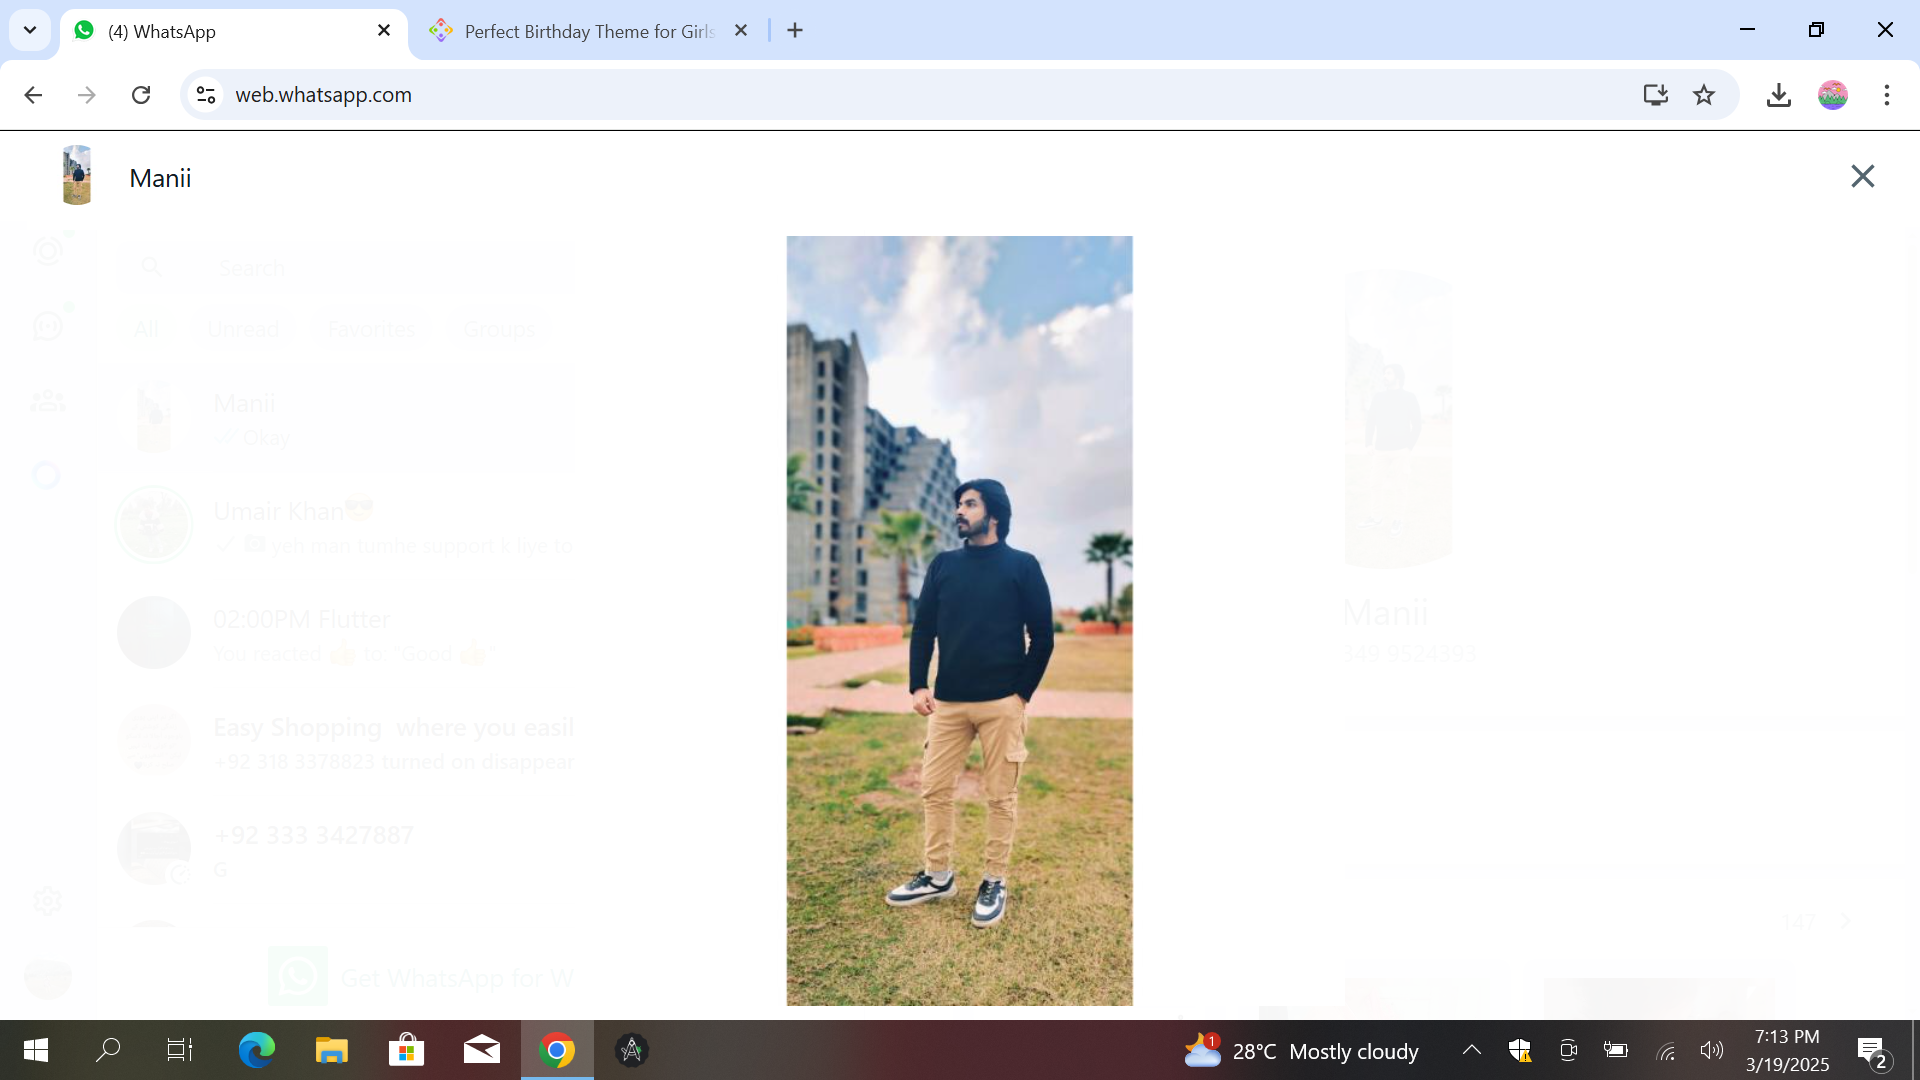 (4) WhatsApp
Perfect Birthday Theme for Girls
web.whatsapp.com
Manii
Search
All Unread Favorites Groups
Manii
Okay
Umair Khan😎
yeh man tumhe support k liye to
02:00PM Flutter
You reacted 👍 to: "Good 👍"
Easy Shopping where you easil
+92 318 3378823 turned on disappear
+92 333 3427887
G
Get WhatsApp for W
Manii
349 9524393
147
1
28°C Mostly cloudy
7:13 PM
3/19/2025
2